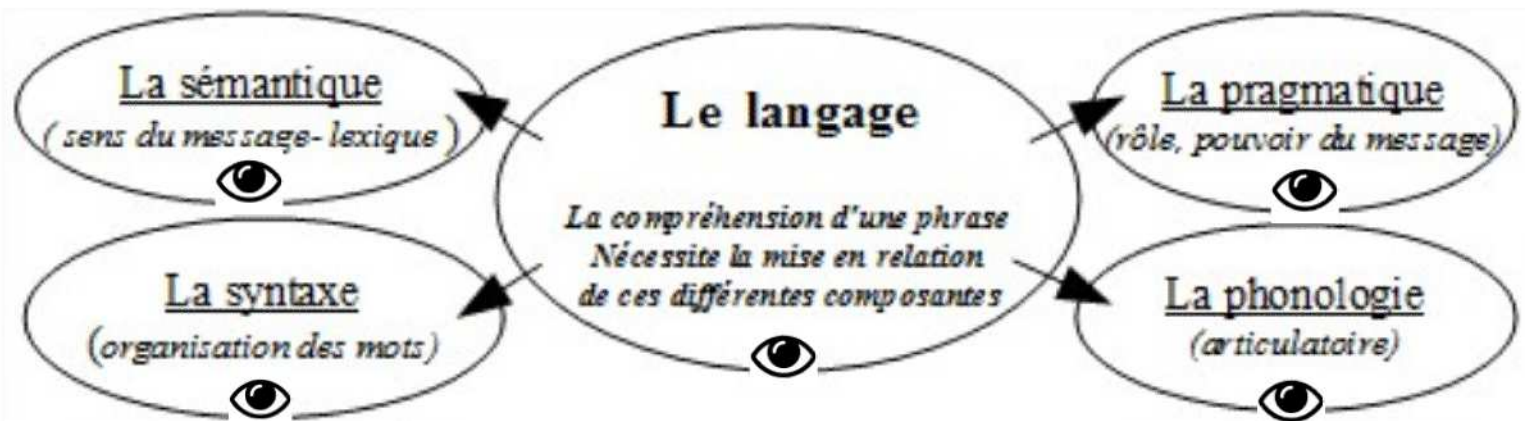 La sémantique
( sens du message- lexique )
La syntaxe
(organisation des mots)
Le langage
La compréhension d'une phrase
Nécessite la mise en relation
de ces différentes composantes
La pragmatique
(rôle, pouvoir du message)
La phonologie
(articulatoire)